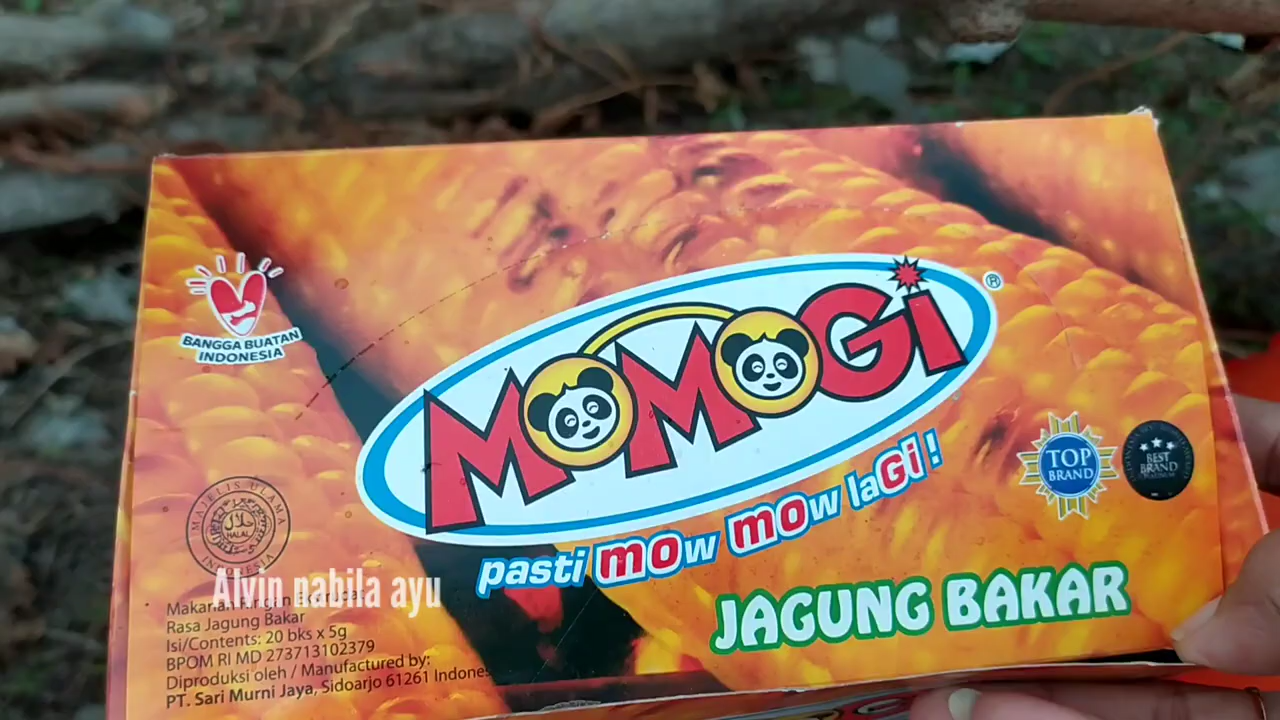 BANGGA BUATAN
INDONESIA
MOMOGi ®
pasti mow mow laGi !
TOP
BRAND
BEST
BRAND
JAGUNG BAKAR
MAJELIS ULAMA
INDONESIA
HALAL
Alvin nabila ayu
Makanan Ringan
Rasa Jagung Bakar
Isi/Contents: 20 bks x 5g
BPOM RI MD 273713102379
Diproduksi oleh / Manufactured by:
PT. Sari Murni Jaya, Sidoarjo 61261 Indones